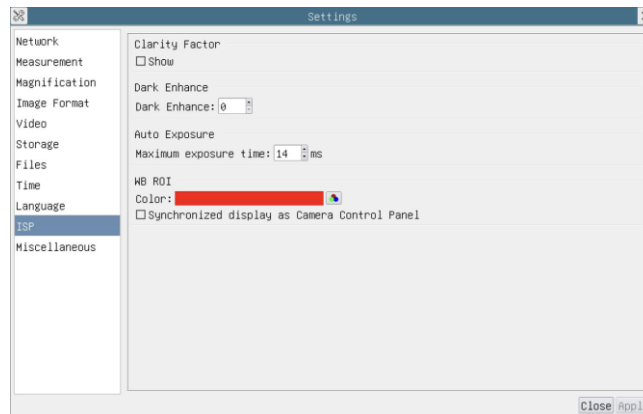 Settings
Network
Measurement
Magnification
Image Format
Video
Storage
Files
Time
Language
ISP
Miscellaneous
Clarity Factor
Show
Dark Enhance
Dark Enhance: 0
Auto Exposure
Maximum exposure time: 14 ms
WB ROI
Color:
Synchronized display as Camera Control Panel
Close Appl